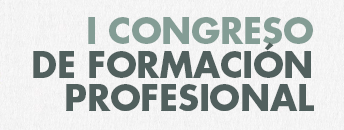 I CONGRESO
DE FORMACIÓN
PROFESIONAL